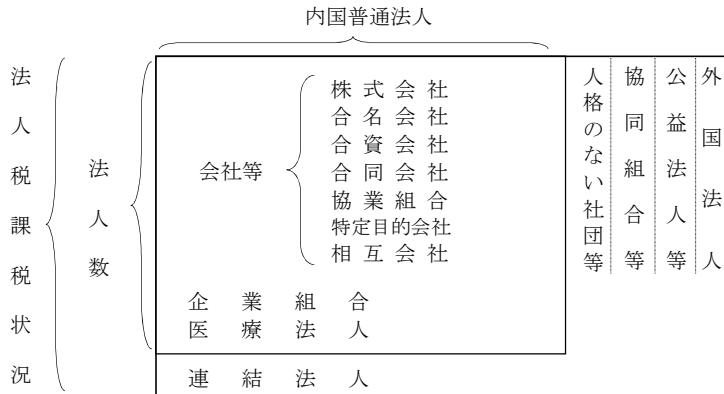 内国普通法人
法人税課税状況
法人数
会社等
株式会社
合名会社
合資会社
合同会社
協業組合
特定目的会社
相互会社
企業組合
医療法人
連結法人
人格のない社団等
協同組合等
公益法人等
外国法人